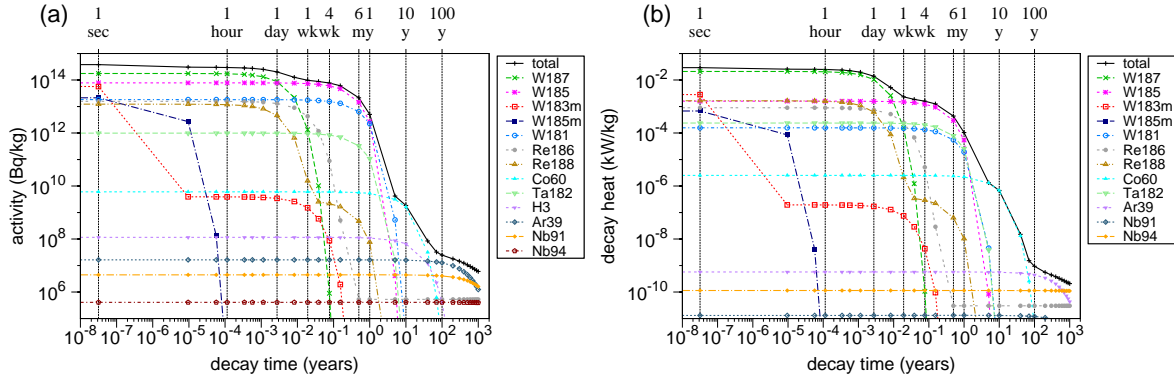 (a)
1 1 1 1 4 6 1 10 100
sec hour day wk wk m y y y
activity (Bq/kg)
10^14
10^12
10^10
10^8
10^6
10^-8 10^-7 10^-6 10^-5 10^-4 10^-3 10^-2 10^-1 10^0 10^1 10^2 10^3
decay time (years)
total
W187
W185
W183m
W185m
W181
Re186
Re188
Co60
Ta182
H3
Ar39
Nb91
Nb94
(b)
1 1 1 1 4 6 1 10 100
sec hour day wk wk m y y y
decay heat (kW/kg)
10^-2
10^-4
10^-6
10^-8
10^-10
10^-8 10^-7 10^-6 10^-5 10^-4 10^-3 10^-2 10^-1 10^0 10^1 10^2 10^3
decay time (years)
total
W187
W185
W183m
W185m
W181
Re186
Re188
Co60
Ta182
Ar39
Nb91
Nb94